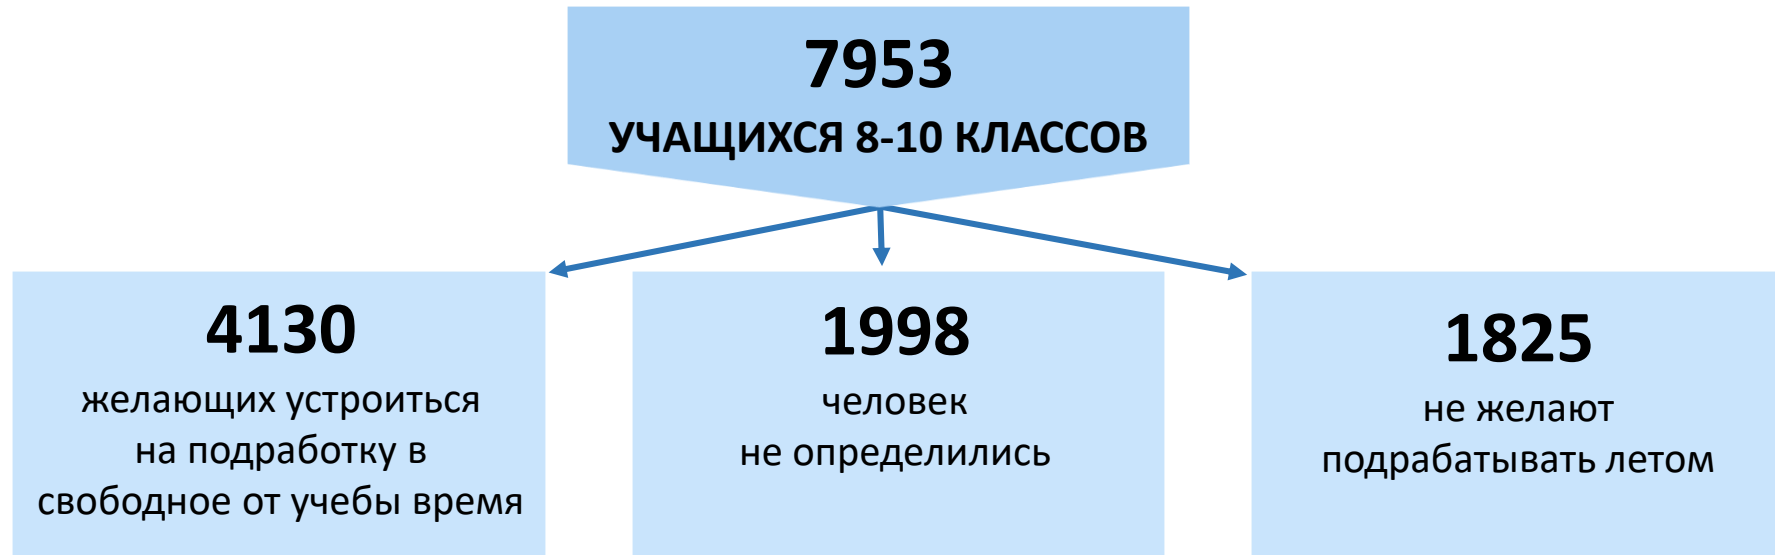 7953
УЧАЩИХСЯ 8-10 КЛАССОВ
4130
желающих устроиться
на подработку в
свободное от учебы время
1998
человек
не определились
1825
не желают
подрабатывать летом